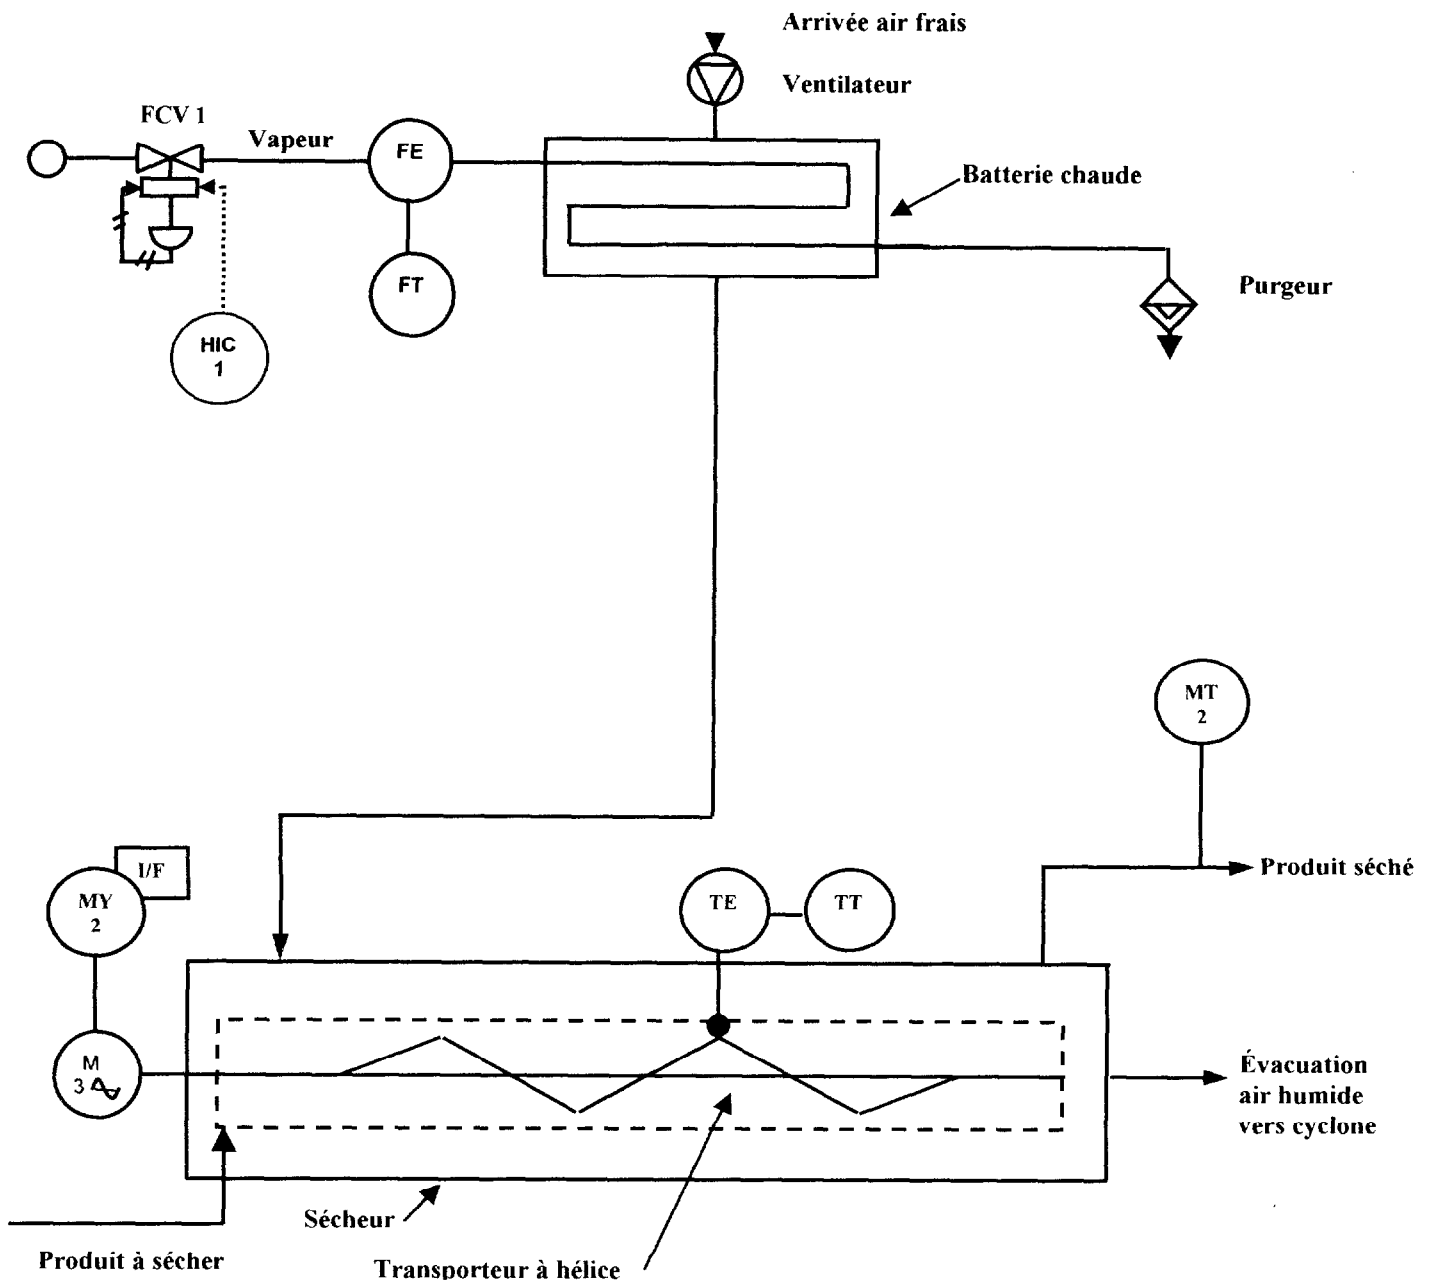 Arrivée air frais
Ventilateur
FCV 1
Vapeur
FE
Batterie chaude
FT
Purgeur
HIC
1
MT
2
I/F
MY
2
TE
TT
Produit séché
M
3
Évacuation
air humide
vers cyclone
Sécheur
Produit à sécher
Transporteur à hélice